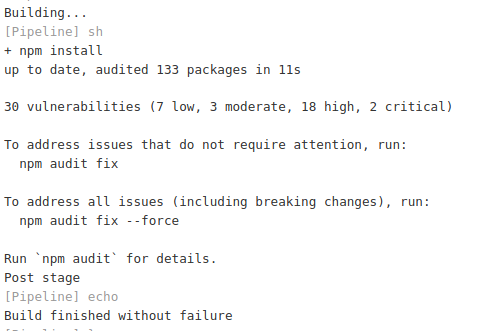 Building...
[Pipeline] sh
+ npm install
up to date, audited 133 packages in 11s
30 vulnerabilities (7 low, 3 moderate, 18 high, 2 critical)
To address issues that do not require attention, run:
  npm audit fix
To address all issues (including breaking changes), run:
  npm audit fix --force
Run `npm audit` for details.
Post stage
[Pipeline] echo
Build finished without failure